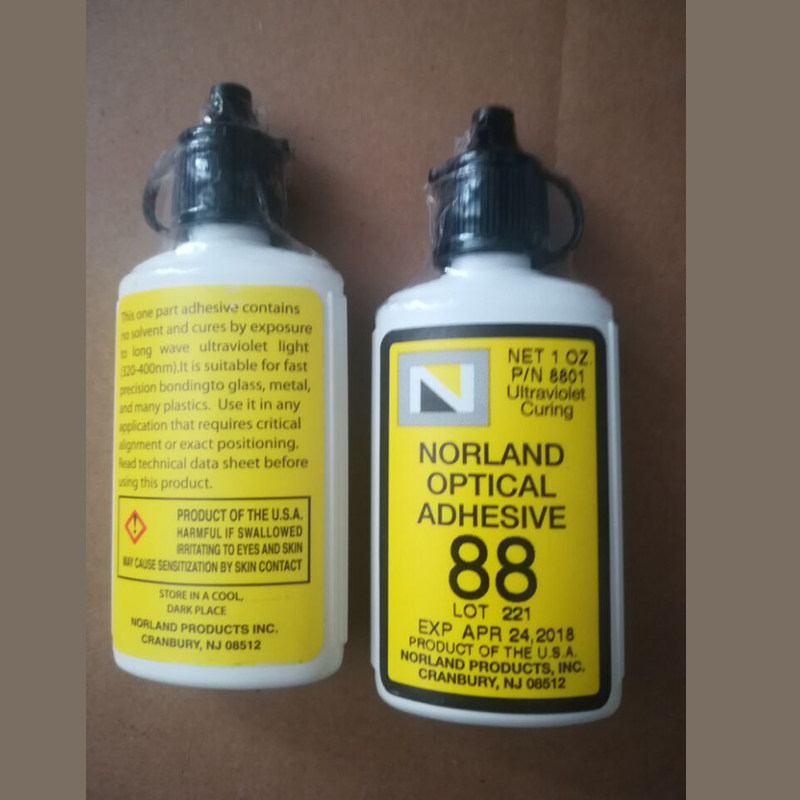 This one part adhesive contains
no solvent and cures by exposure
to long wave ultraviolet light
(320-400nm).It is suitable for fast
precision bondingto glass, metal,
and many plastics. Use it in any
application that requires critical
alignment or exact positioning.
Read technical data sheet before
using this product.
PRODUCT OF THE U.S.A.
HARMFUL IF SWALLOWED
IRRITATING TO EYES AND SKIN
MAY CAUSE SENSITIZATION BY SKIN CONTACT
STORE IN A COOL,
DARK PLACE
NORLAND PRODUCTS INC.
CRANBURY, NJ 08512
N
NET 1 OZ.
P/N 8801
Ultraviolet
Curing
NORLAND
OPTICAL
ADHESIVE
88
LOT 221
EXP APR 24,2018
PRODUCT OF THE U.S.A.
NORLAND PRODUCTS, INC.
CRANBURY, NJ 08512